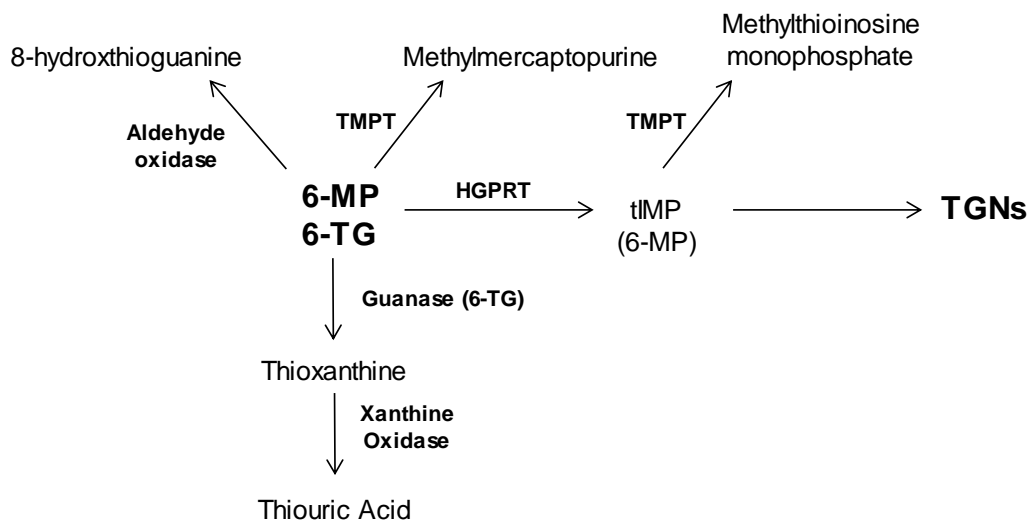 Methylthioinosine
monophosphate
8-hydroxthioguanine
Methylmercaptopurine
Aldehyde
oxidase
TMPT
TMPT
6-MP
6-TG
HGPRT
tIMP
(6-MP)
TGNs
Guanase (6-TG)
Thioxanthine
Xanthine
Oxidase
Thiouric Acid